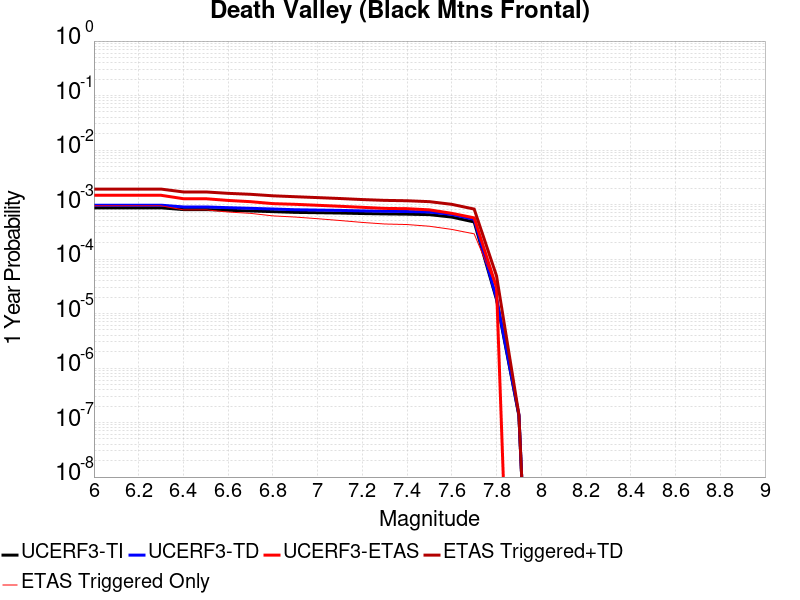 Death Valley (Black Mtns Frontal)
10^0
10^-1
10^-2
10^-3
10^-4
10^-5
10^-6
10^-7
10^-8
1 Year Probability
6 6.2 6.4 6.6 6.8 7 7.2 7.4 7.6 7.8 8 8.2 8.4 8.6 8.8 9
Magnitude
UCERF3-TI UCERF3-TD UCERF3-ETAS ETAS Triggered+TD
ETAS Triggered Only